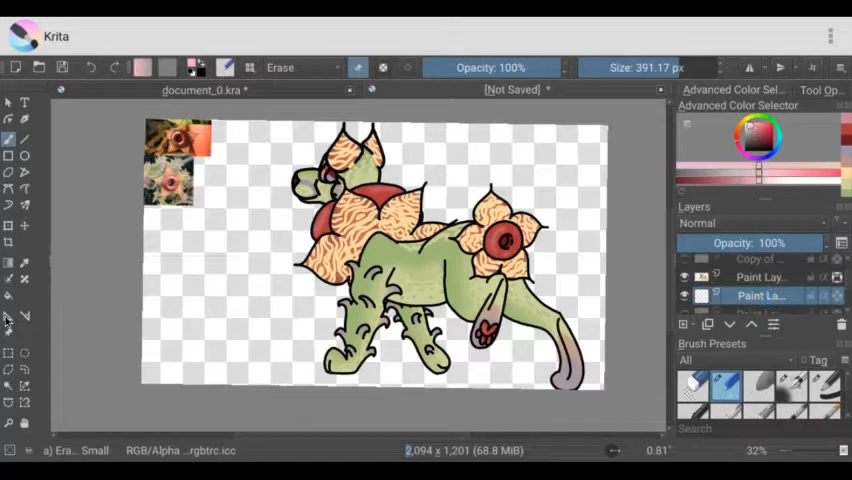 Krita
Erase
Opacity: 100%
Size: 391.17 px
document_0.kra *
[Not Saved] *
Advanced Color Sel...
Tool Op...
Advanced Color Selector
Layers
Normal
Opacity: 100%
Copy of
Paint Lay...
Paint La...
Brush Presets
All
Tag
Search
a) Era... Small
RGB/Alpha ...rgbtrc.icc
2,094 x 1,201 (68.8 MiB)
0.81°
32%